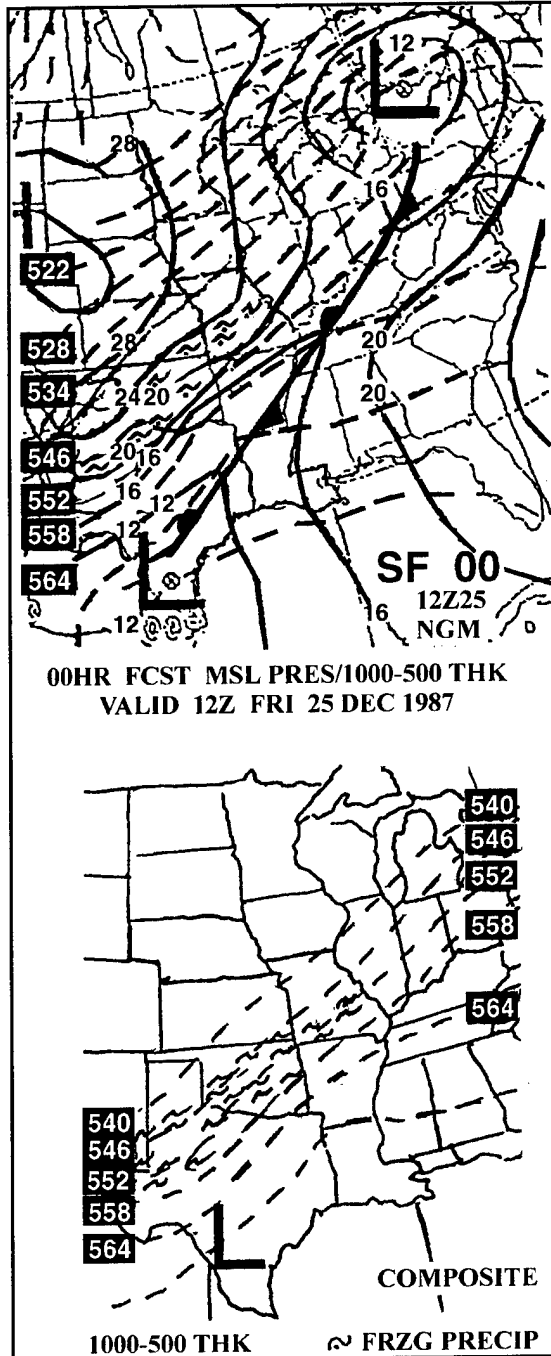 12
L
28
16
522
28
528
20
20
534
24 20
546
20
16
552
16
12
558
12
564
L
SF 00
12
16
12Z25
NGM
00HR FCST MSL PRES/1000-500 THK
VALID 12Z FRI 25 DEC 1987
540
546
552
558
564
540
546
552
558
564
L
COMPOSITE
1000-500 THK
FRZG PRECIP